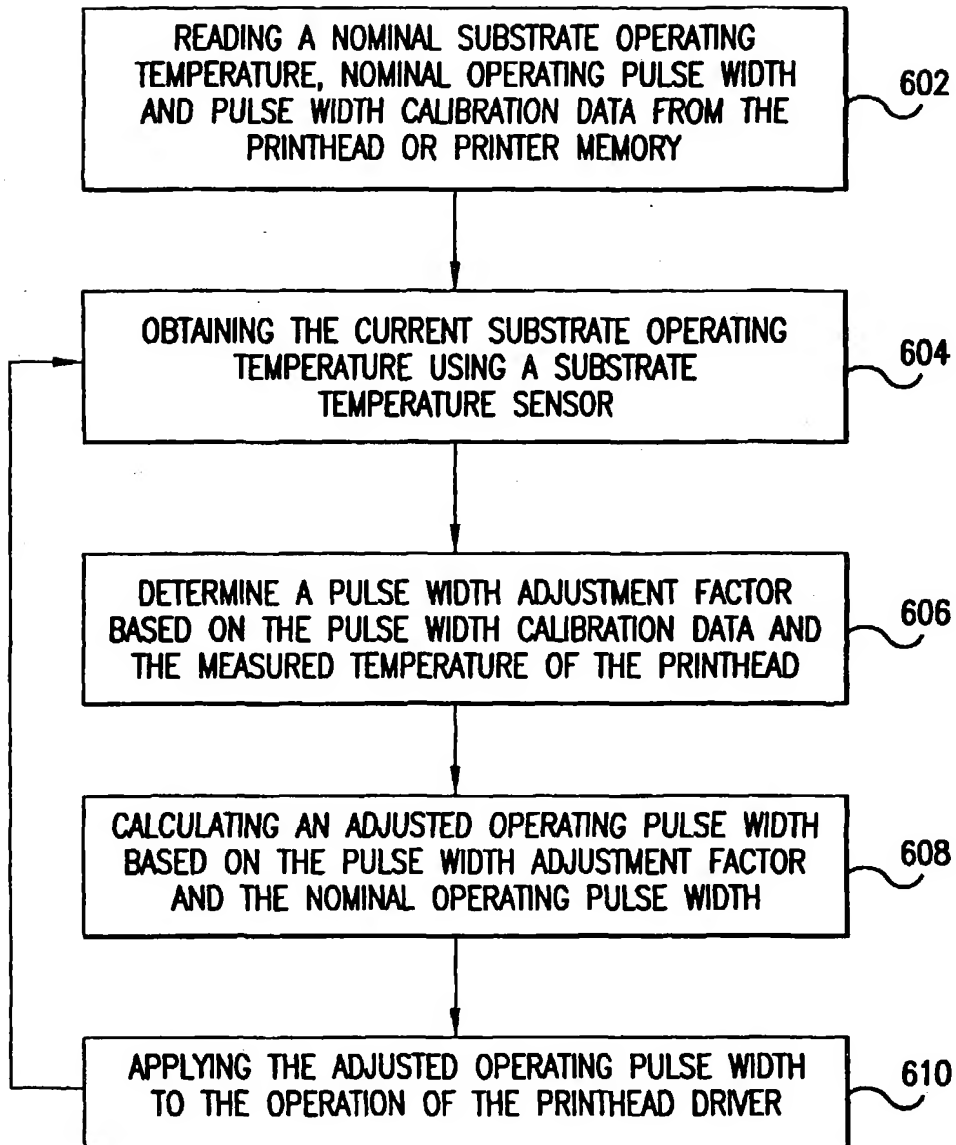 READING A NOMINAL SUBSTRATE OPERATING
TEMPERATURE, NOMINAL OPERATING PULSE WIDTH
AND PULSE WIDTH CALIBRATION DATA FROM THE
PRINTHEAD OR PRINTER MEMORY
602
OBTAINING THE CURRENT SUBSTRATE OPERATING
TEMPERATURE USING A SUBSTRATE
TEMPERATURE SENSOR
604
DETERMINE A PULSE WIDTH ADJUSTMENT FACTOR
BASED ON THE PULSE WIDTH CALIBRATION DATA AND
THE MEASURED TEMPERATURE OF THE PRINTHEAD
606
CALCULATING AN ADJUSTED OPERATING PULSE WIDTH
BASED ON THE PULSE WIDTH ADJUSTMENT FACTOR
AND THE NOMINAL OPERATING PULSE WIDTH
608
APPLYING THE ADJUSTED OPERATING PULSE WIDTH
TO THE OPERATION OF THE PRINTHEAD DRIVER
610